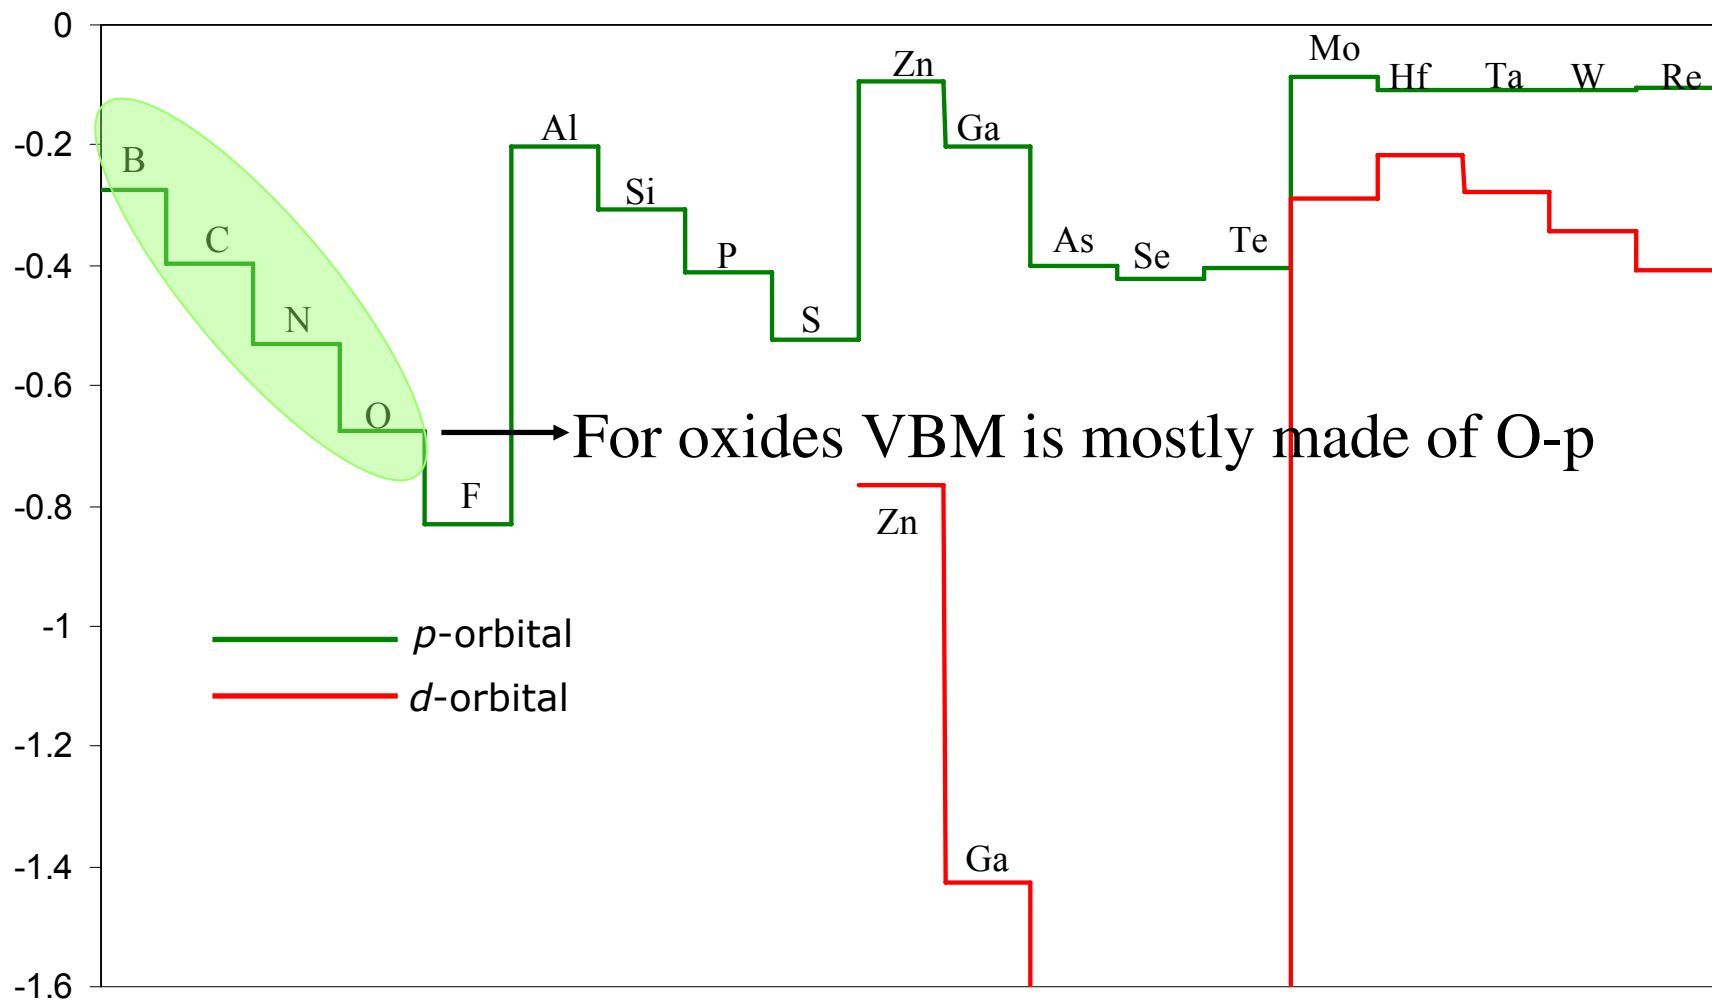 0
-0.2
-0.4
-0.6
-0.8
-1
-1.2
-1.4
-1.6
B
C
N
O
F
Al
Si
P
S
Zn
Ga
As
Se
Te
Mo
Hf
Ta
W
Re
For oxides VBM is mostly made of O-p
Zn
Ga
p-orbital
d-orbital